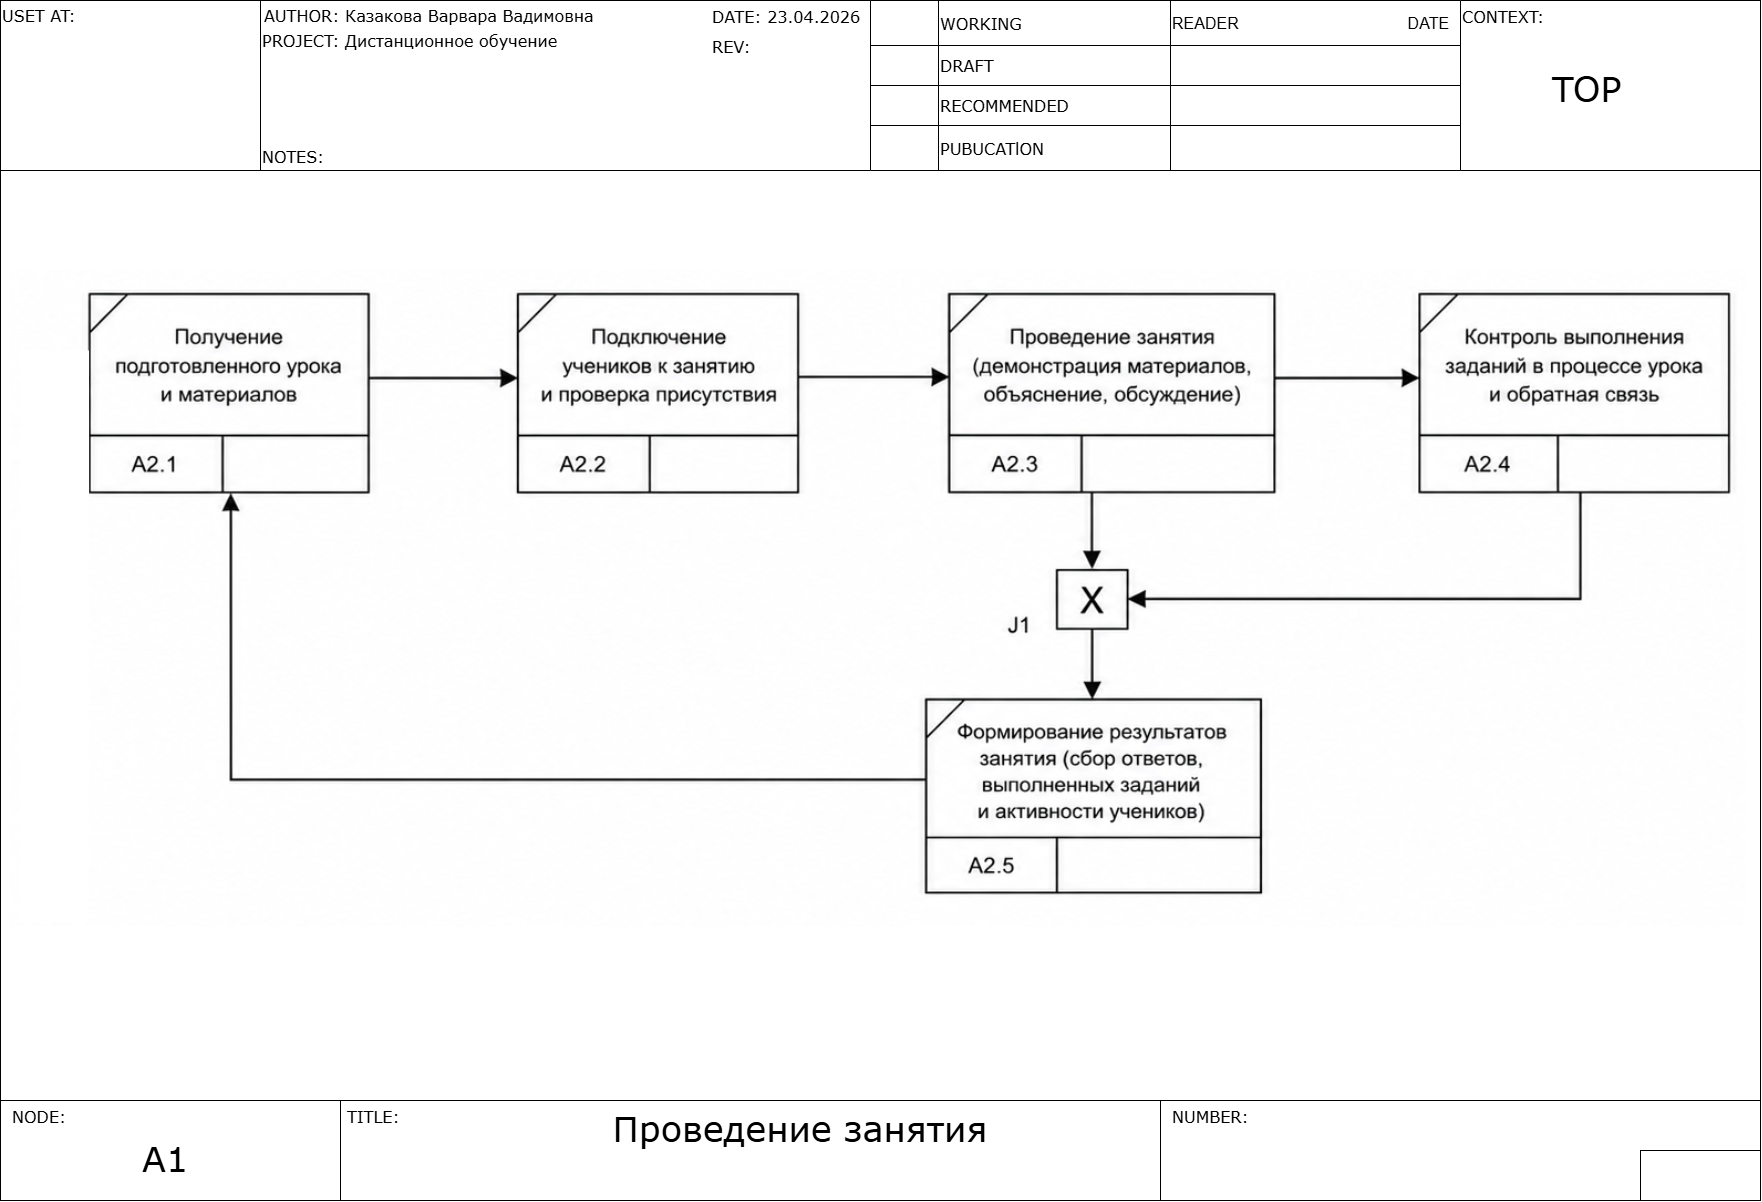 USET AT:
AUTHOR: Казакова Варвара Вадимовна
PROJECT: Дистанционное обучение
NOTES:
DATE: 23.04.2026
REV:
WORKING
DRAFT
RECOMMENDED
PUBUCATlON
READER
DATE
CONTEXT:
TOP
Получение
подготовленного урока
и материалов
A2.1
Подключение
учеников к занятию
и проверка присутствия
A2.2
Проведение занятия
(демонстрация материалов,
объяснение, обсуждение)
A2.3
Контроль выполнения
заданий в процессе урока
и обратная связь
A2.4
X
J1
Формирование результатов
занятия (сбор ответов,
выполненных заданий
и активности учеников)
A2.5
NODE:
A1
TITLE:
Проведение занятия
NUMBER: